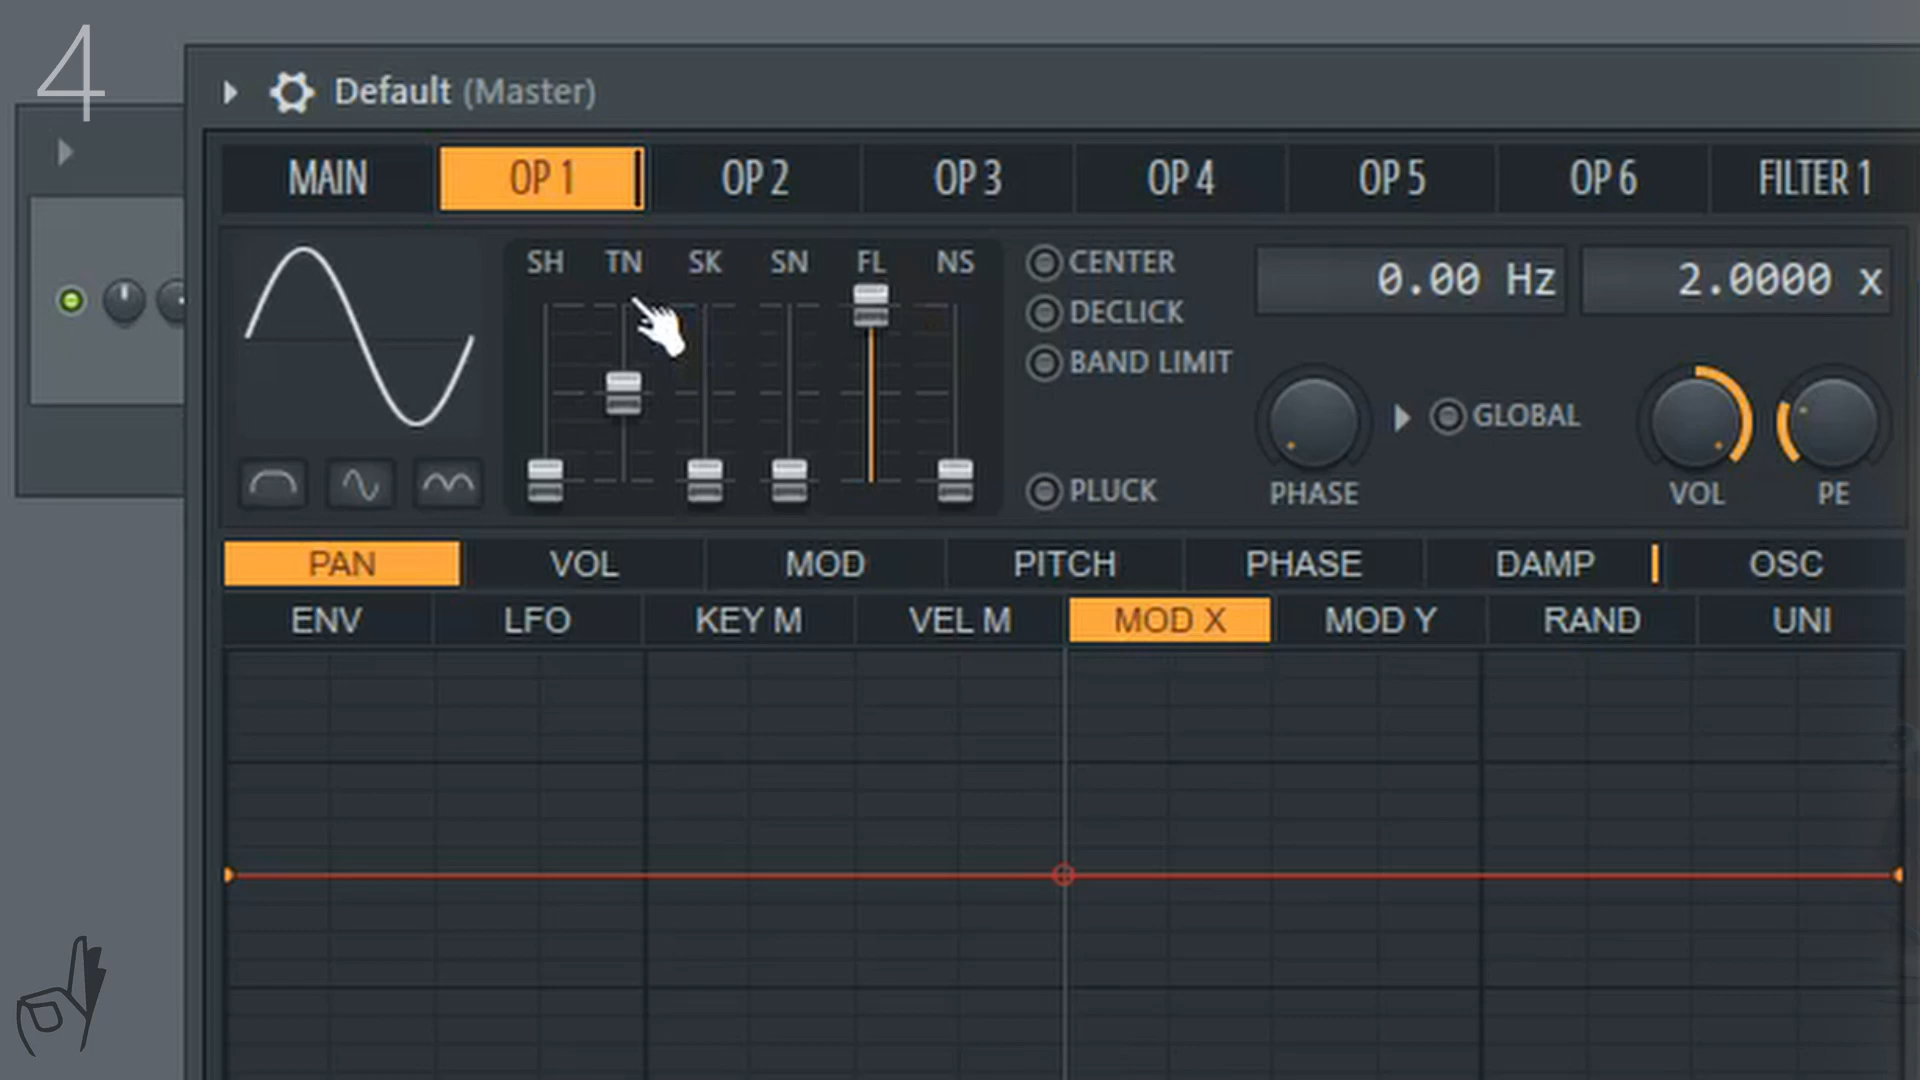 4
Default (Master)
MAIN OP 1 OP 2 OP 3 OP 4 OP 5 OP 6 FILTER 1
SH TN SK SN FL NS
CENTER
DECLICK
BAND LIMIT
PLUCK
0.00 Hz 2.0000 x
GLOBAL
PHASE VOL PE
PAN VOL MOD PITCH PHASE DAMP OSC
ENV LFO KEY M VEL M MOD X MOD Y RAND UNI